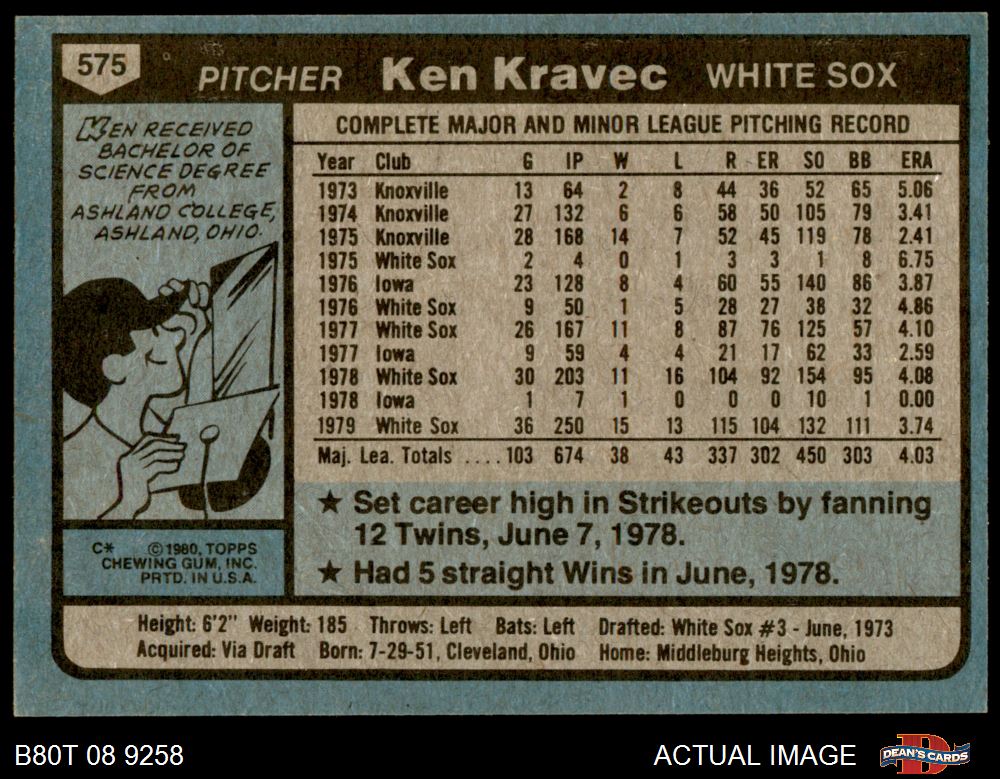 575 PITCHER Ken Kravec WHITE SOX
KEN RECEIVED
BACHELOR OF
SCIENCE DEGREE
FROM
ASHLAND COLLEGE,
ASHLAND, OHIO.
C* ©1980, TOPPS
CHEWING GUM, INC.
PRTD. IN U.S.A.
COMPLETE MAJOR AND MINOR LEAGUE PITCHING RECORD
Year Club G IP W L R ER SO BB ERA
1973 Knoxville 13 64 2 8 44 36 52 65 5.06
1974 Knoxville 27 132 6 6 58 50 105 79 3.41
1975 Knoxville 28 168 14 7 52 45 119 78 2.41
1975 White Sox 2 4 0 1 3 3 1 8 6.75
1976 Iowa 23 128 8 4 60 55 140 86 3.87
1976 White Sox 9 50 1 5 28 27 38 32 4.86
1977 White Sox 26 167 11 8 87 76 125 57 4.10
1977 Iowa 9 59 4 4 21 17 62 33 2.59
1978 White Sox 30 203 11 16 104 92 154 95 4.08
1978 Iowa 1 7 1 0 0 0 10 1 0.00
1979 White Sox 36 250 15 13 115 104 132 111 3.74
Maj. Lea. Totals ....103 674 38 43 337 302 450 303 4.03
★ Set career high in Strikeouts by fanning
12 Twins, June 7, 1978.
★ Had 5 straight Wins in June, 1978.
Height: 6'2" Weight: 185 Throws: Left Bats: Left Drafted: White Sox #3 - June, 1973
Acquired: Via Draft Born: 7-29-51, Cleveland, Ohio Home: Middleburg Heights, Ohio
B80T 08 9258 ACTUAL IMAGE DEAN'S CARDS